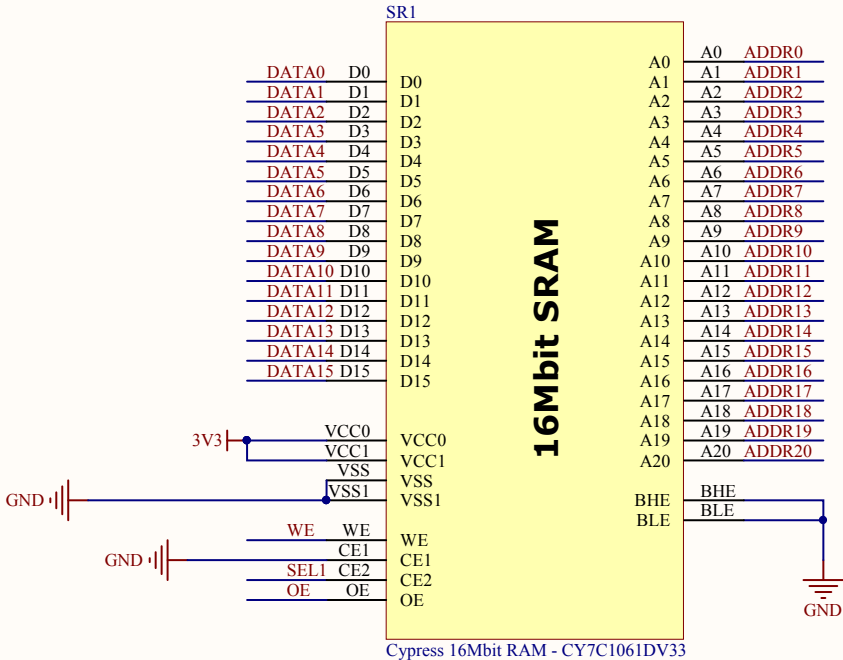 SR1
DATA0 D0 D0 A0 A0 ADDR0
DATA1 D1 D1 A1 A1 ADDR1
DATA2 D2 D2 A2 A2 ADDR2
DATA3 D3 D3 A3 A3 ADDR3
DATA4 D4 D4 A4 A4 ADDR4
DATA5 D5 D5 A5 A5 ADDR5
DATA6 D6 D6 A6 A6 ADDR6
DATA7 D7 D7 A7 A7 ADDR7
DATA8 D8 D8 A8 A8 ADDR8
DATA9 D9 D9 A9 A9 ADDR9
DATA10 D10 D10 A10 A10 ADDR10
DATA11 D11 D11 A11 A11 ADDR11
DATA12 D12 D12 A12 A12 ADDR12
DATA13 D13 D13 A13 A13 ADDR13
DATA14 D14 D14 A14 A14 ADDR14
DATA15 D15 D15 A15 A15 ADDR15
A16 A16 ADDR16
A17 A17 ADDR17
A18 A18 ADDR18
A19 A19 ADDR19
A20 A20 ADDR20
16Mbit SRAM
3V3 VCC0 VCC0
VCC1 VCC1
VSS VSS
GND VSS1 VSS1
BHE BHE
BLE BLE
GND
WE WE WE
GND CE1 CE1
SEL1 CE2 CE2
OE OE OE
Cypress 16Mbit RAM - CY7C1061DV33